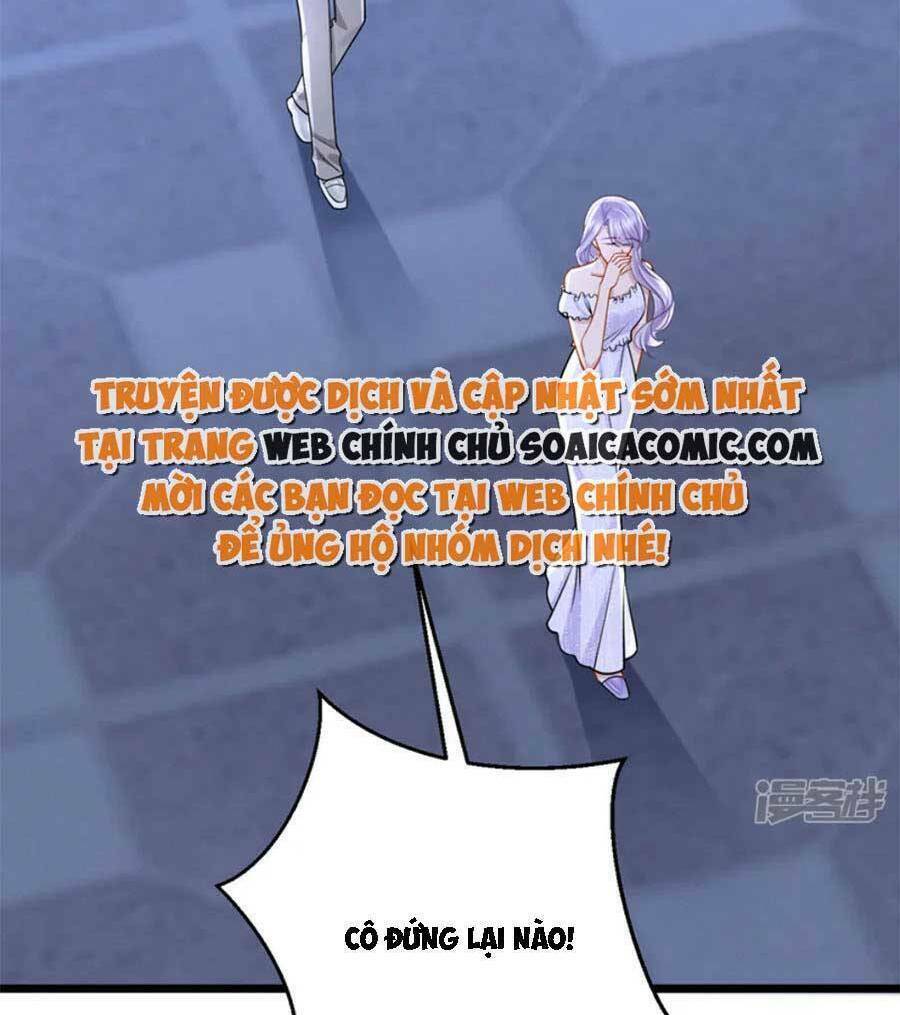 TRUYỆN ĐƯỢC DỊCH VÀ CẬP NHẬT SỚM NHẤT
TẠI TRANG WEB CHÍNH CHỦ SOAICACOMIC.COM
MỜI CÁC BẠN ĐỌC TẠI WEB CHÍNH CHỦ
ĐỂ ỦNG HỘ NHÓM DỊCH NHÉ!
漫客栈
CÔ ĐỨNG LẠI NÀO!